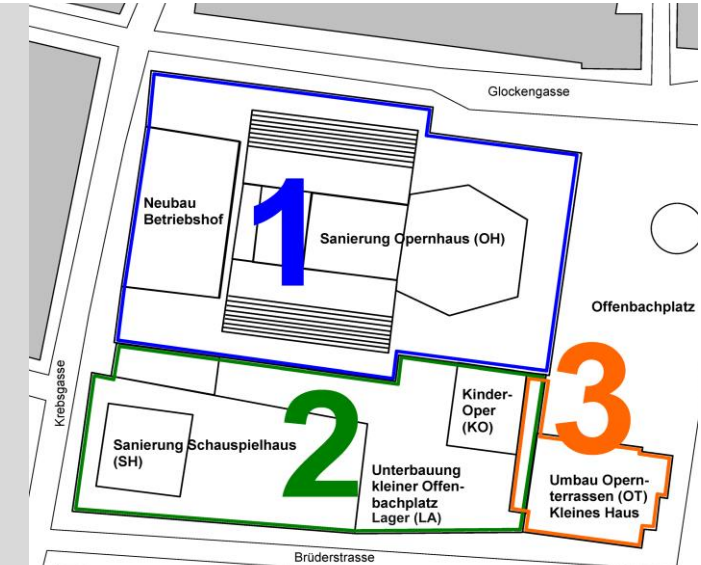 Glockengasse
Neubau
Betriebshof
1
Sanierung Opernhaus (OH)
Offenbachplatz
Krebsgasse
2
3
Kinder-
Oper
(KO)
Sanierung Schauspielhaus
(SH)
Unterbauung
kleiner Offen-
bachplatz
Lager (LA)
Umbau Opern-
terrassen (OT)
Kleines Haus
Brüderstrasse